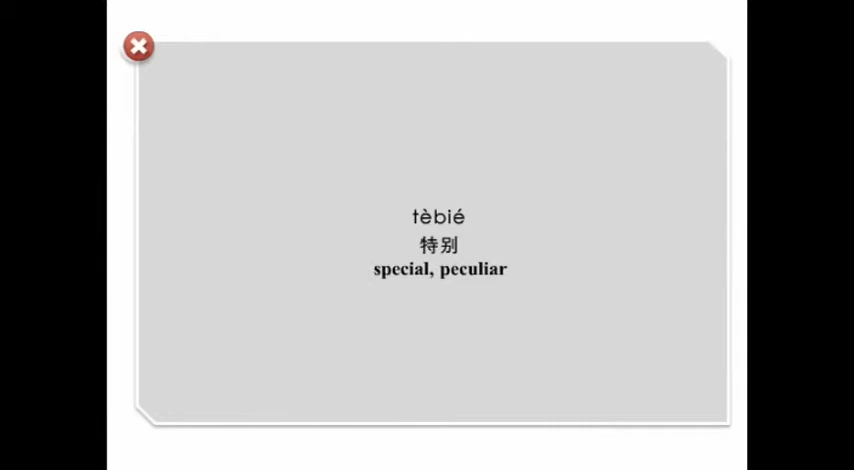 tèbié
特别
special, peculiar